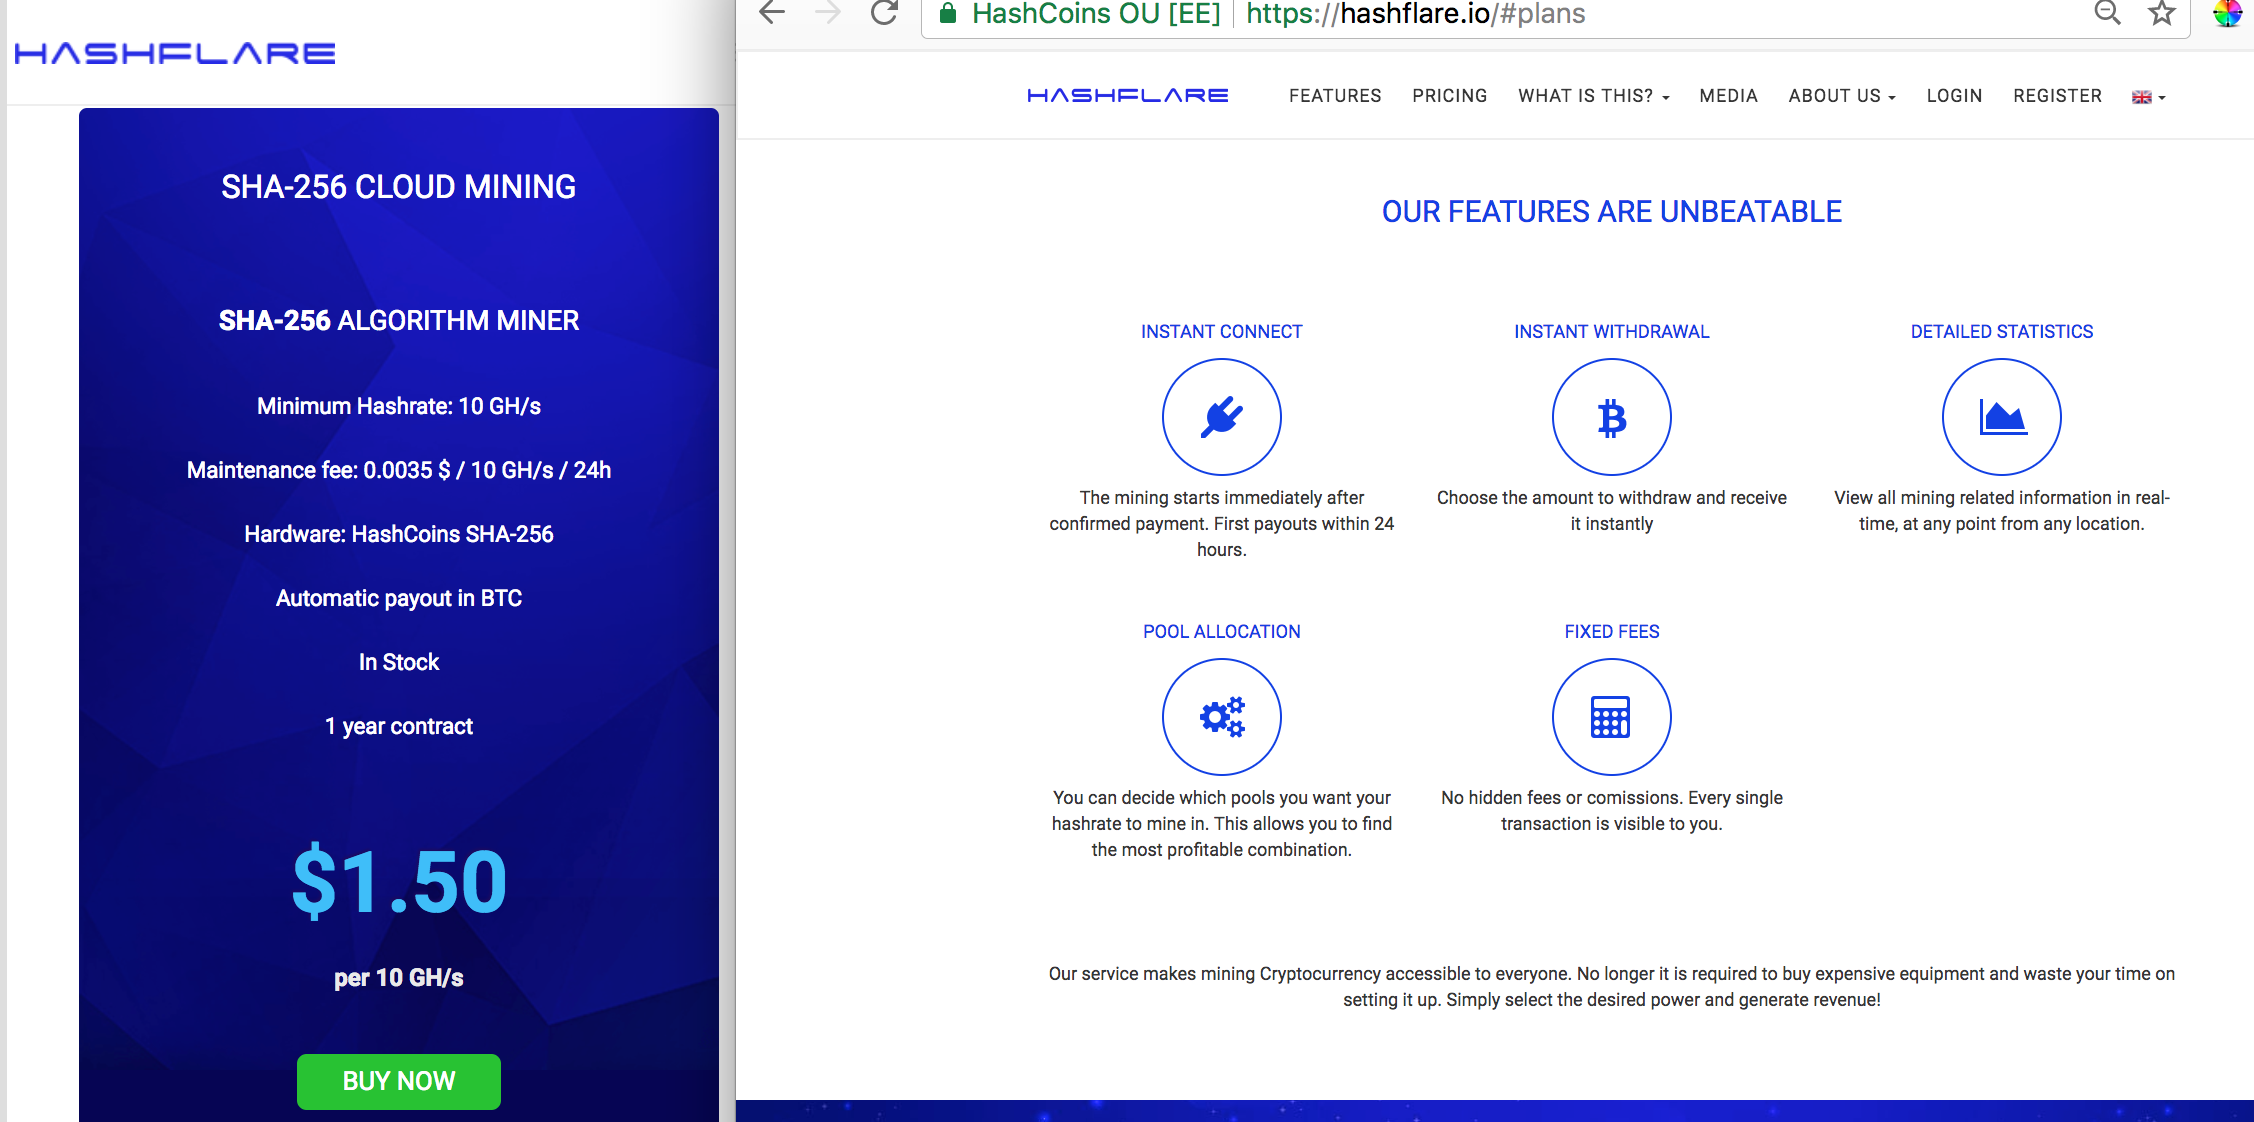 HASHFLARE
SHA-256 CLOUD MINING
SHA-256 ALGORITHM MINER
Minimum Hashrate: 10 GH/s
Maintenance fee: 0.0035 $ / 10 GH/s / 24h
Hardware: HashCoins SHA-256
Automatic payout in BTC
In Stock
1 year contract
$1.50
per 10 GH/s
BUY NOW
HashCoins OU [EE] https://hashflare.io/#plans
HASHFLARE FEATURES PRICING WHAT IS THIS? MEDIA ABOUT US LOGIN REGISTER
OUR FEATURES ARE UNBEATABLE
INSTANT CONNECT
The mining starts immediately after
confirmed payment. First payouts within 24
hours.
INSTANT WITHDRAWAL
Choose the amount to withdraw and receive
it instantly
DETAILED STATISTICS
View all mining related information in real-
time, at any point from any location.
POOL ALLOCATION
You can decide which pools you want your
hashrate to mine in. This allows you to find
the most profitable combination.
FIXED FEES
No hidden fees or comissions. Every single
transaction is visible to you.
Our service makes mining Cryptocurrency accessible to everyone. No longer it is required to buy expensive equipment and waste your time on
setting it up. Simply select the desired power and generate revenue!